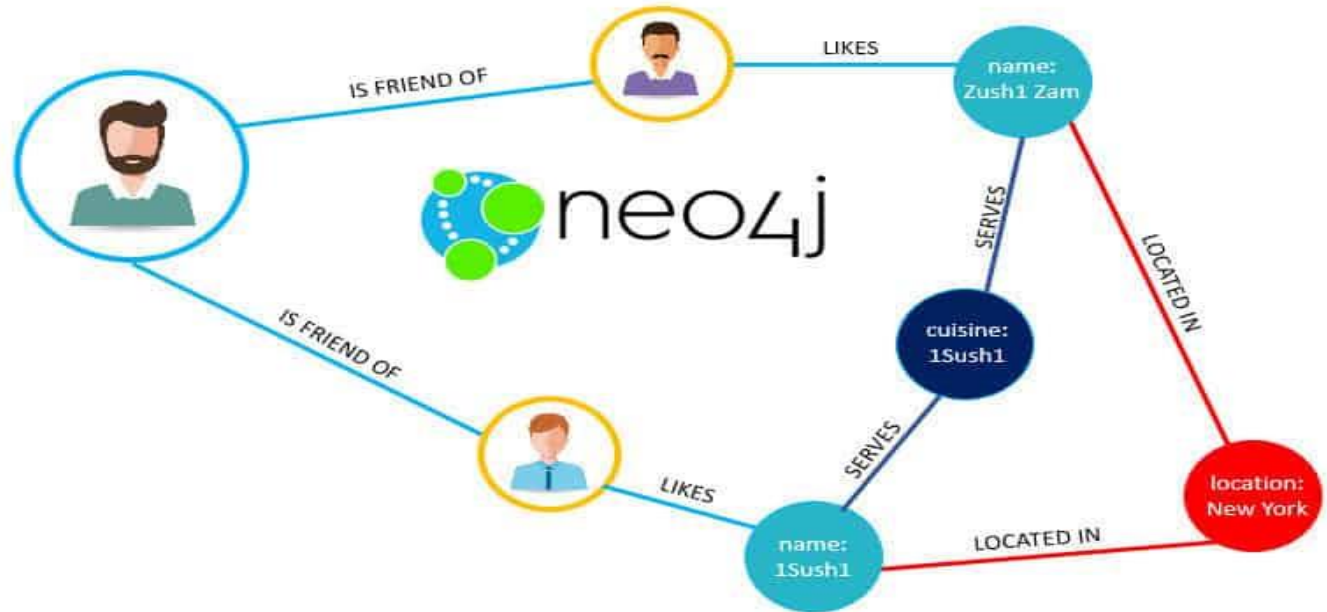 LIKES
name:
Zush1 Zam
IS FRIEND OF
neo4j
SERVES
LOCATED IN
IS FRIEND OF
cuisine:
1Sush1
SERVES
LIKES
location:
New York
name:
1Sush1
LOCATED IN